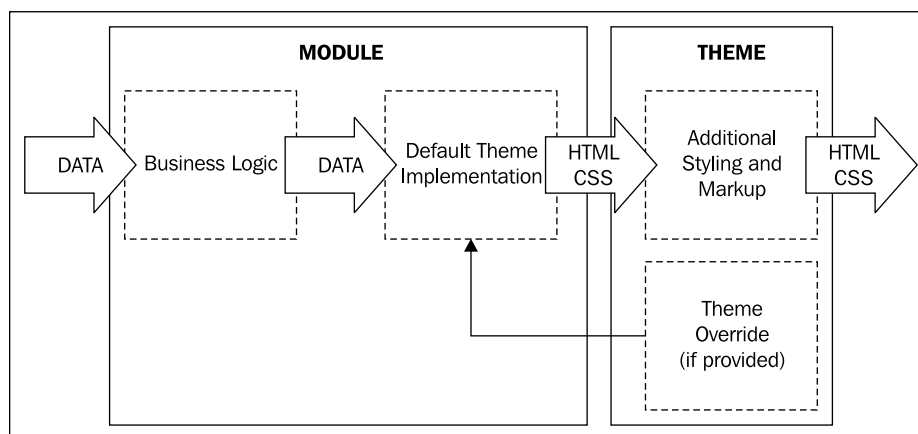 MODULE
THEME
DATA
Business Logic
DATA
Default Theme
Implementation
HTML
CSS
Additional
Styling and
Markup
HTML
CSS
Theme
Override
(if provided)